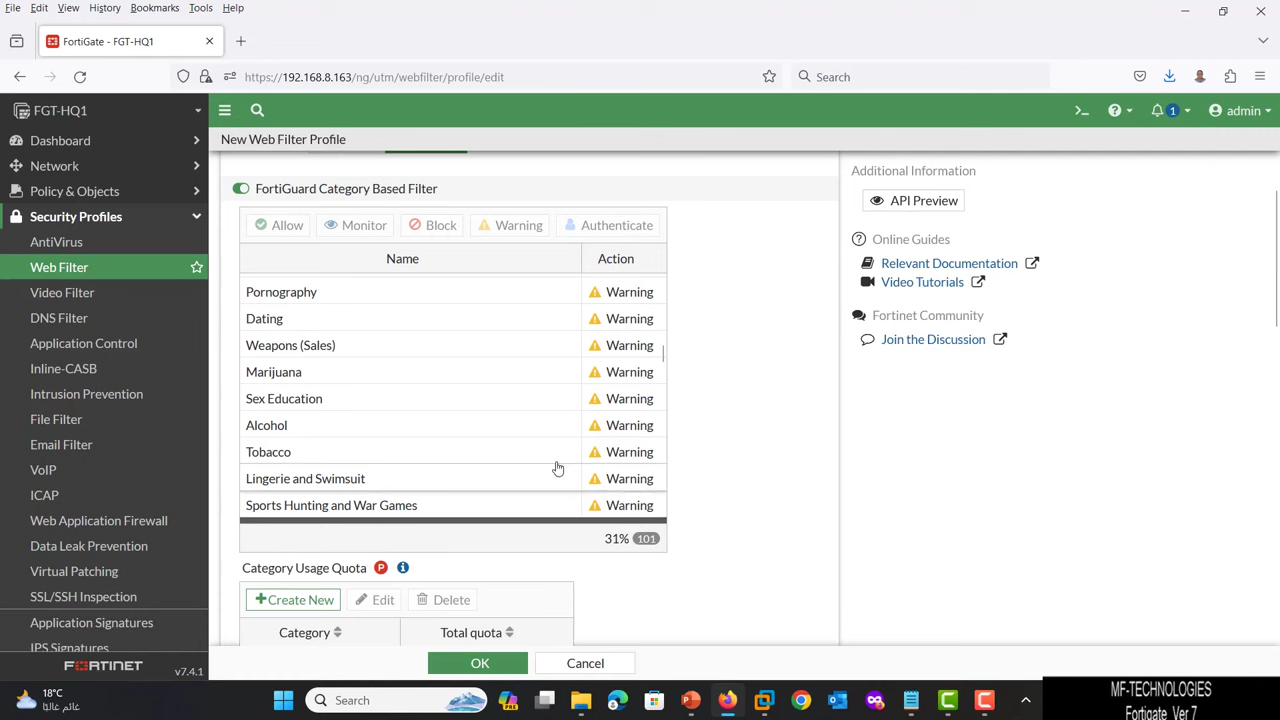 File Edit View History Bookmarks Tools Help
FortiGate - FGT-HQ1
https://192.168.8.163/ng/utm/webfilter/profile/edit
Search
FGT-HQ1
admin
1
Dashboard
Network
Policy & Objects
Security Profiles
AntiVirus
Web Filter
Video Filter
DNS Filter
Application Control
Inline-CASB
Intrusion Prevention
File Filter
Email Filter
VoIP
ICAP
Web Application Firewall
Data Leak Prevention
Virtual Patching
SSL/SSH Inspection
Application Signatures
IPS Signatures
FORTINET v7.4.1
New Web Filter Profile
FortiGuard Category Based Filter
Allow Monitor Block Warning Authenticate
Name Action
Pornography Warning
Dating Warning
Weapons (Sales) Warning
Marijuana Warning
Sex Education Warning
Alcohol Warning
Tobacco Warning
Lingerie and Swimsuit Warning
Sports Hunting and War Games Warning
31% 101
Category Usage Quota P
Create New Edit Delete
Category Total quota
OK Cancel
Additional Information
API Preview
Online Guides
Relevant Documentation
Video Tutorials
Fortinet Community
Join the Discussion
18°C
غائم غالبًا
Search
PRE
MF-TECHNOLOGIES
Fortigate Ver 7